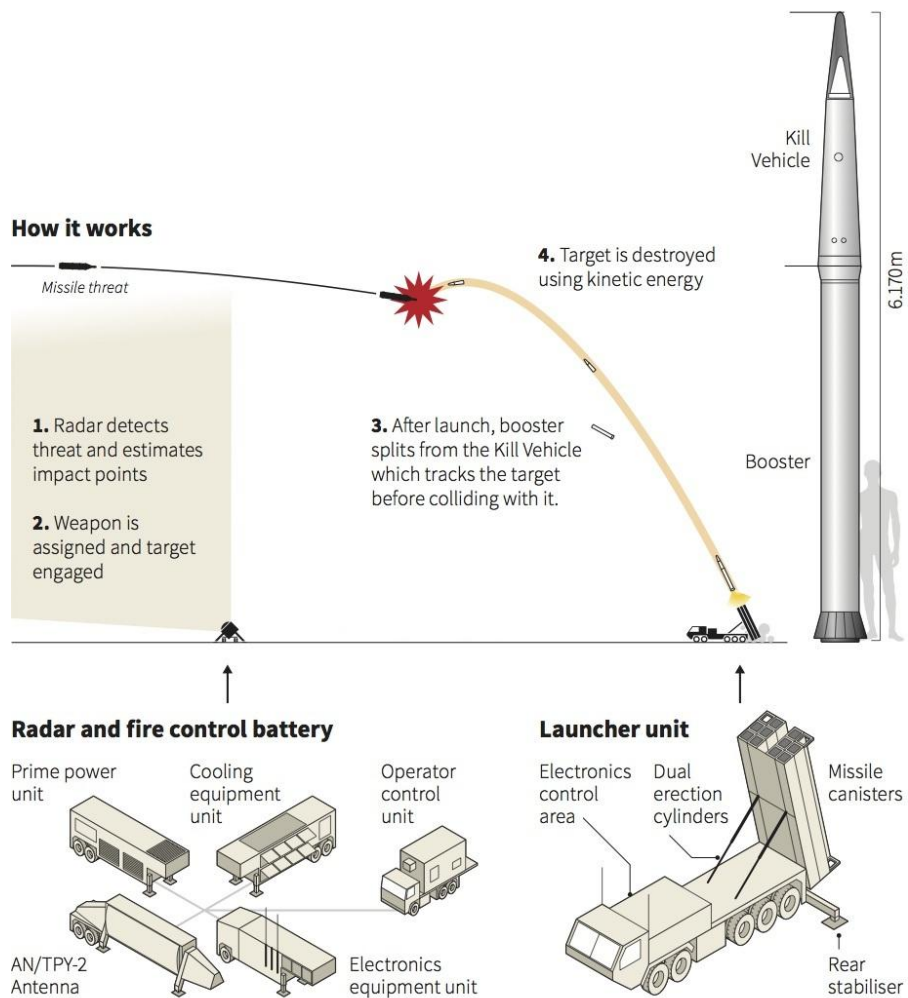 Kill
Vehicle
How it works
4. Target is destroyed
using kinetic energy
Missile threat
6.170m
1. Radar detects
threat and estimates
impact points
3. After launch, booster
splits from the Kill Vehicle
which tracks the target
before colliding with it.
Booster
2. Weapon is
assigned and target
engaged
Radar and fire control battery
Prime power
unit
Cooling
equipment
unit
Operator
control
unit
AN/TPY-2
Antenna
Electronics
equipment unit
Launcher unit
Electronics
control
area
Dual
erection
cylinders
Missile
canisters
Rear
stabiliser